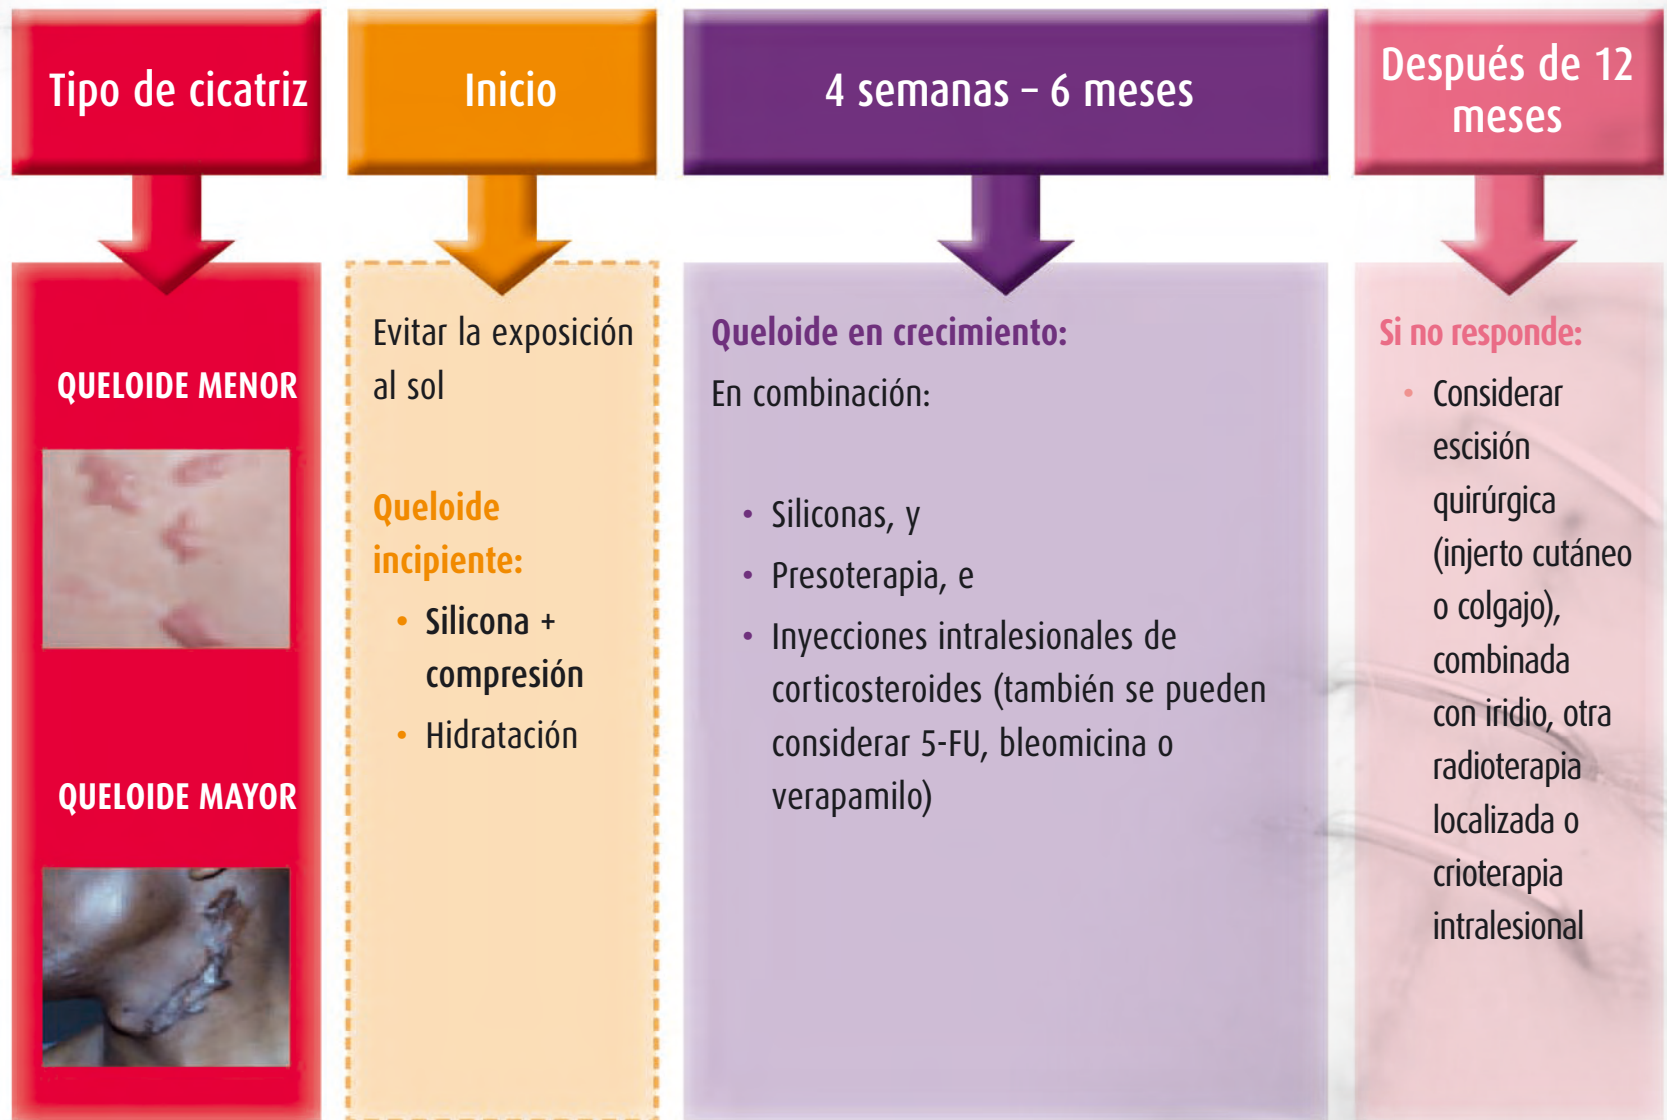 Tipo de cicatriz
Inicio
4 semanas – 6 meses
Después de 12
meses
QUELOIDE MENOR
QUELOIDE MAYOR
Evitar la exposición
al sol
Queloide
incipiente:
• Silicona +
compresión
• Hidratación
Queloide en crecimiento:
En combinación:
• Siliconas, y
• Presoterapia, e
• Inyecciones intralesionales de
corticosteroides (también se pueden
considerar 5-FU, bleomicina o
verapamilo)
Si no responde:
• Considerar
escisión
quirúrgica
(injerto cutáneo
o colgajo),
combinada
con iridio, otra
radioterapia
localizada o
crioterapia
intralesional